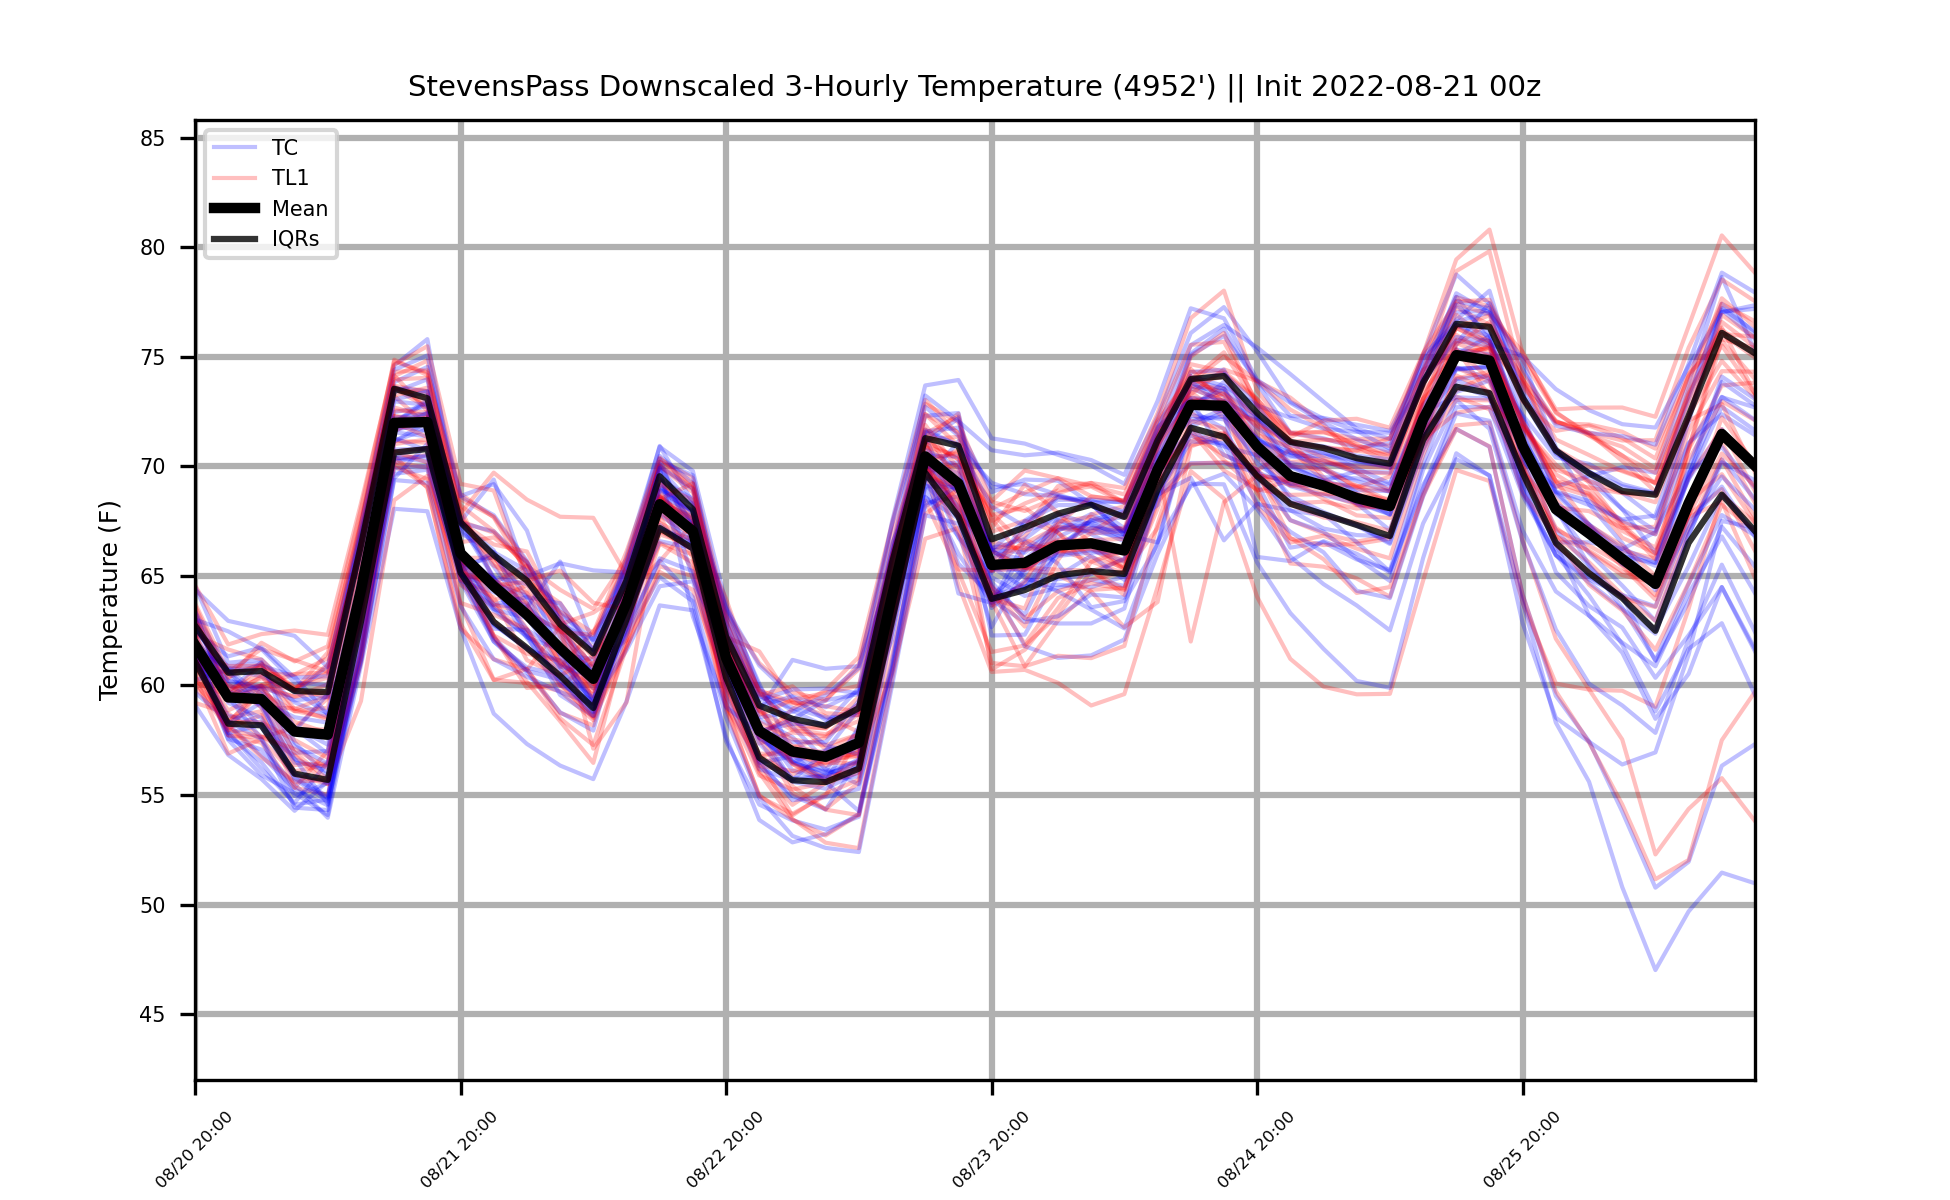 StevensPass Downscaled 3-Hourly Temperature (4952') || Init 2022-08-21 00z
TC
TL1
Mean
IQRs
Temperature (F)
85
80
75
70
65
60
55
50
45
08/20 20:00
08/21 20:00
08/22 20:00
08/23 20:00
08/24 20:00
08/25 20:00